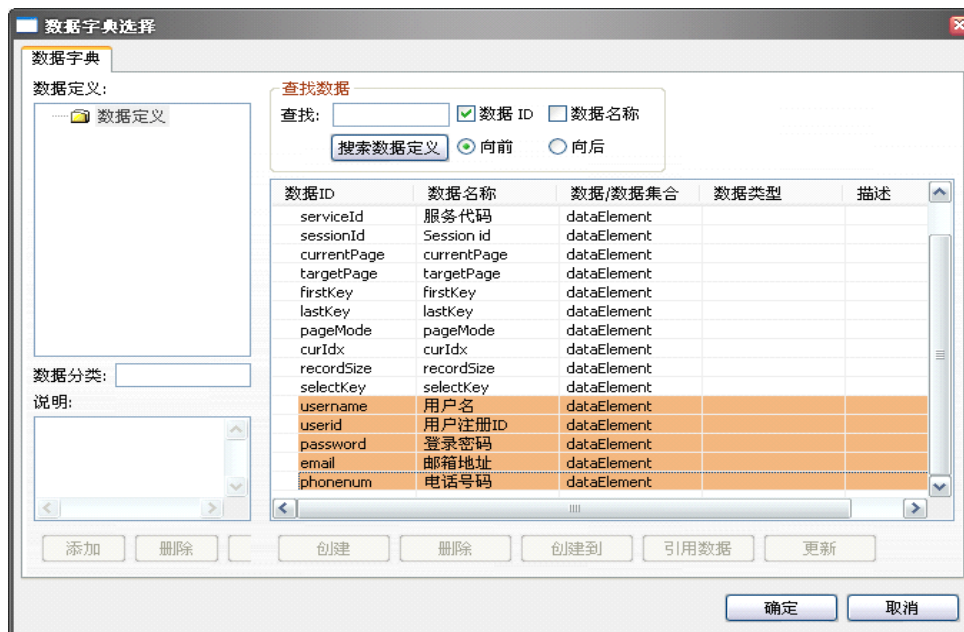 数据字典选择
数据字典
数据定义:
数据定义
数据分类:
说明:
添加 删除
查找数据
查找: 数据 ID 数据名称
搜索数据定义 向前 向后
数据ID 数据名称 数据/数据集合 数据类型 描述
serviceId 服务代码 dataElement
sessionId Session id dataElement
currentPage currentPage dataElement
targetPage targetPage dataElement
firstKey firstKey dataElement
lastKey lastKey dataElement
pageMode pageMode dataElement
curIdx curIdx dataElement
recordSize recordSize dataElement
selectKey selectKey dataElement
username 用户名 dataElement
userid 用户注册ID dataElement
password 登录密码 dataElement
email 邮箱地址 dataElement
phonenum 电话号码 dataElement
创建 删除 创建到 引用数据 更新
确定 取消